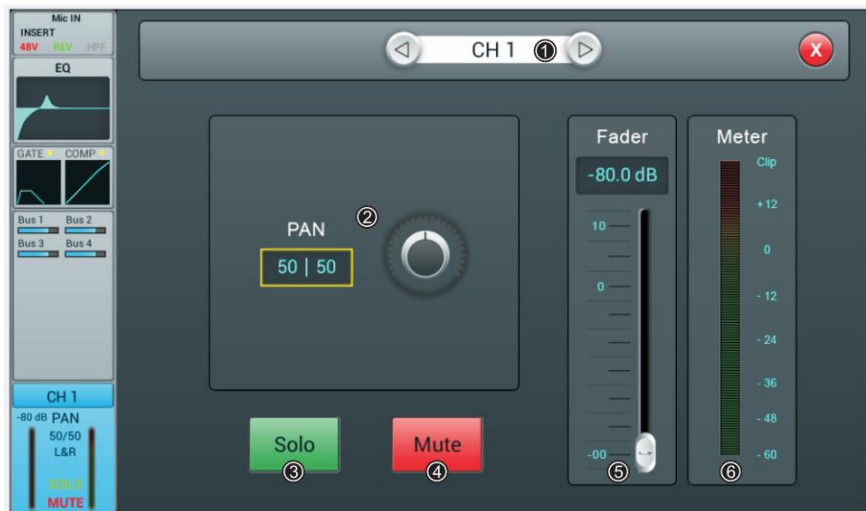 Mic IN
INSERT
48V REV HPF
EQ
GATE COMP
Bus 1 Bus 2
Bus 3 Bus 4
CH 1
-80 dB PAN
50/50
L&R
SOLO
MUTE
CH 1 ①
PAN ②
50 | 50
Solo
③
Mute
④
Fader
-80.0 dB
10
0
-00
⑤
Meter
Clip
+12
0
- 12
- 24
- 36
- 48
- 60
⑥
X